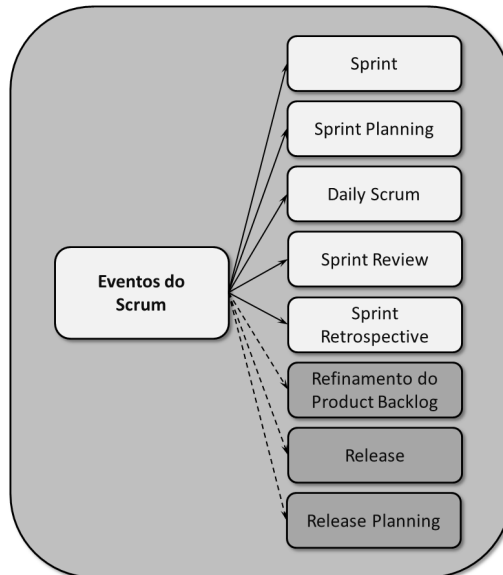 Sprint
Sprint Planning
Daily Scrum
Sprint Review
Eventos do
Scrum
Sprint
Retrospective
Refinamento do
Product Backlog
Release
Release Planning